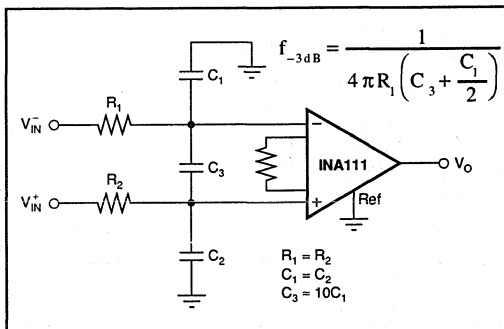 f₋₃dB = 1 / (4πR₁(C₃ + C₁/2))
C₁
R₁
V⁻IN
C₃
INA111
−
+
VO
R₂
V⁺IN
Ref
C₂
R₁ = R₂
C₁ = C₂
C₃ ≈ 10C₁